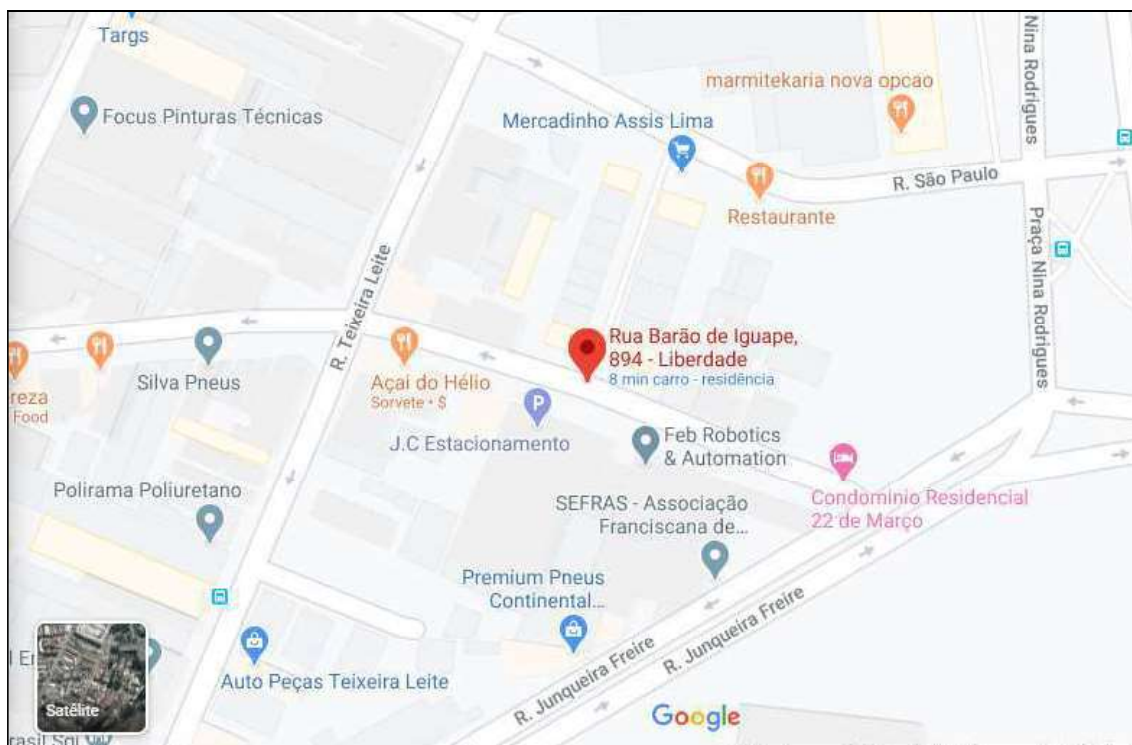 Targs
Focus Pinturas Técnicas
Mercadinho Assis Lima
marmitekaria nova opcao
Nina Rodrigues
R. São Paulo
Restaurante
Praça Nina Rodrigues
R. Teixeira Leite
Rua Barão de Iguape,
894 - Liberdade
8 min carro - residência
Silva Pneus
Açaí do Hélio
Sorvete • $
reza
Food
J.C Estacionamento
Feb Robotics
& Automation
Polirama Poliuretano
SEFRAS - Associação
Franciscana de...
Condomínio Residencial
22 de Março
Premium Pneus
Continental...
R. Junqueira Freire
R. Junqueira Freire
Auto Peças Teixeira Leite
Satélite
Google